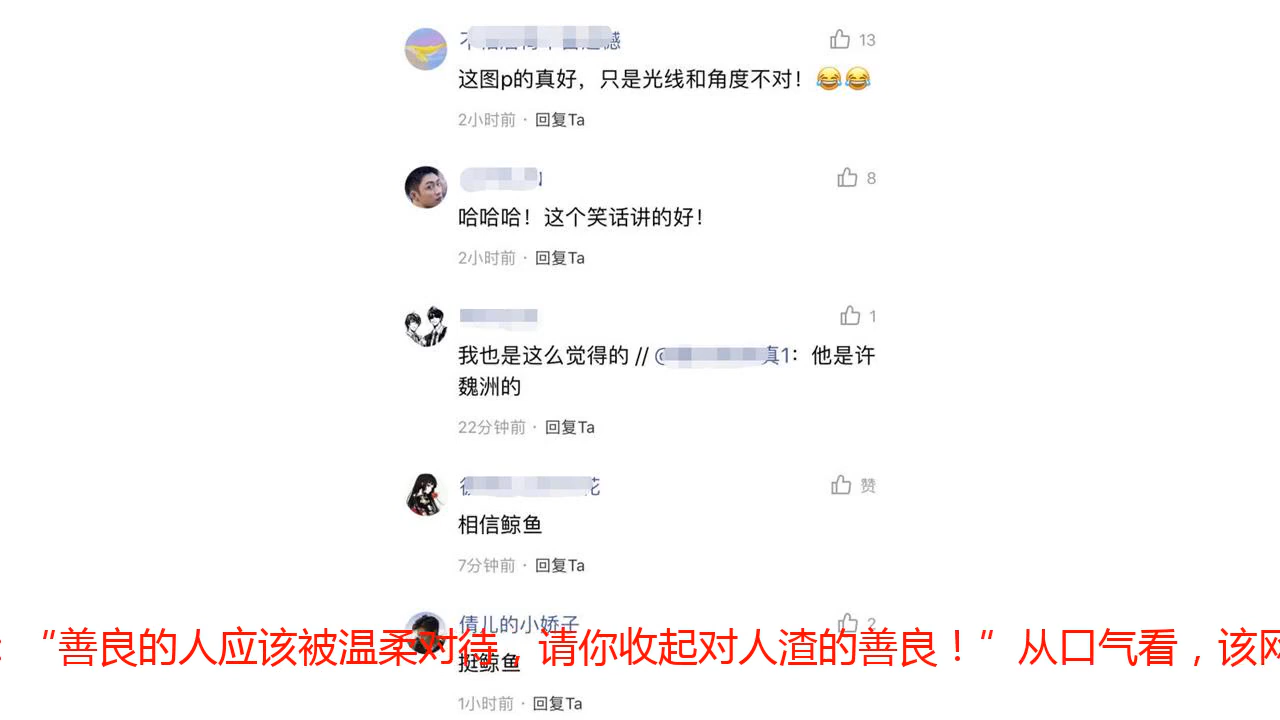 13
这图p的真好，只是光线和角度不对！😂😂
2小时前 · 回复Ta
8
哈哈哈！这个笑话讲的好！
2小时前 · 回复Ta
1
我也是这么觉得的 // @ 真1：他是许
魏洲的
22分钟前 · 回复Ta
花
赞
相信鲸鱼
7分钟前 · 回复Ta
倩儿的小娇子
2
：“善良的人应该被温柔对待，请你收起对人渣的善良！”从口气看，该网
挺鲸鱼
1小时前 · 回复Ta